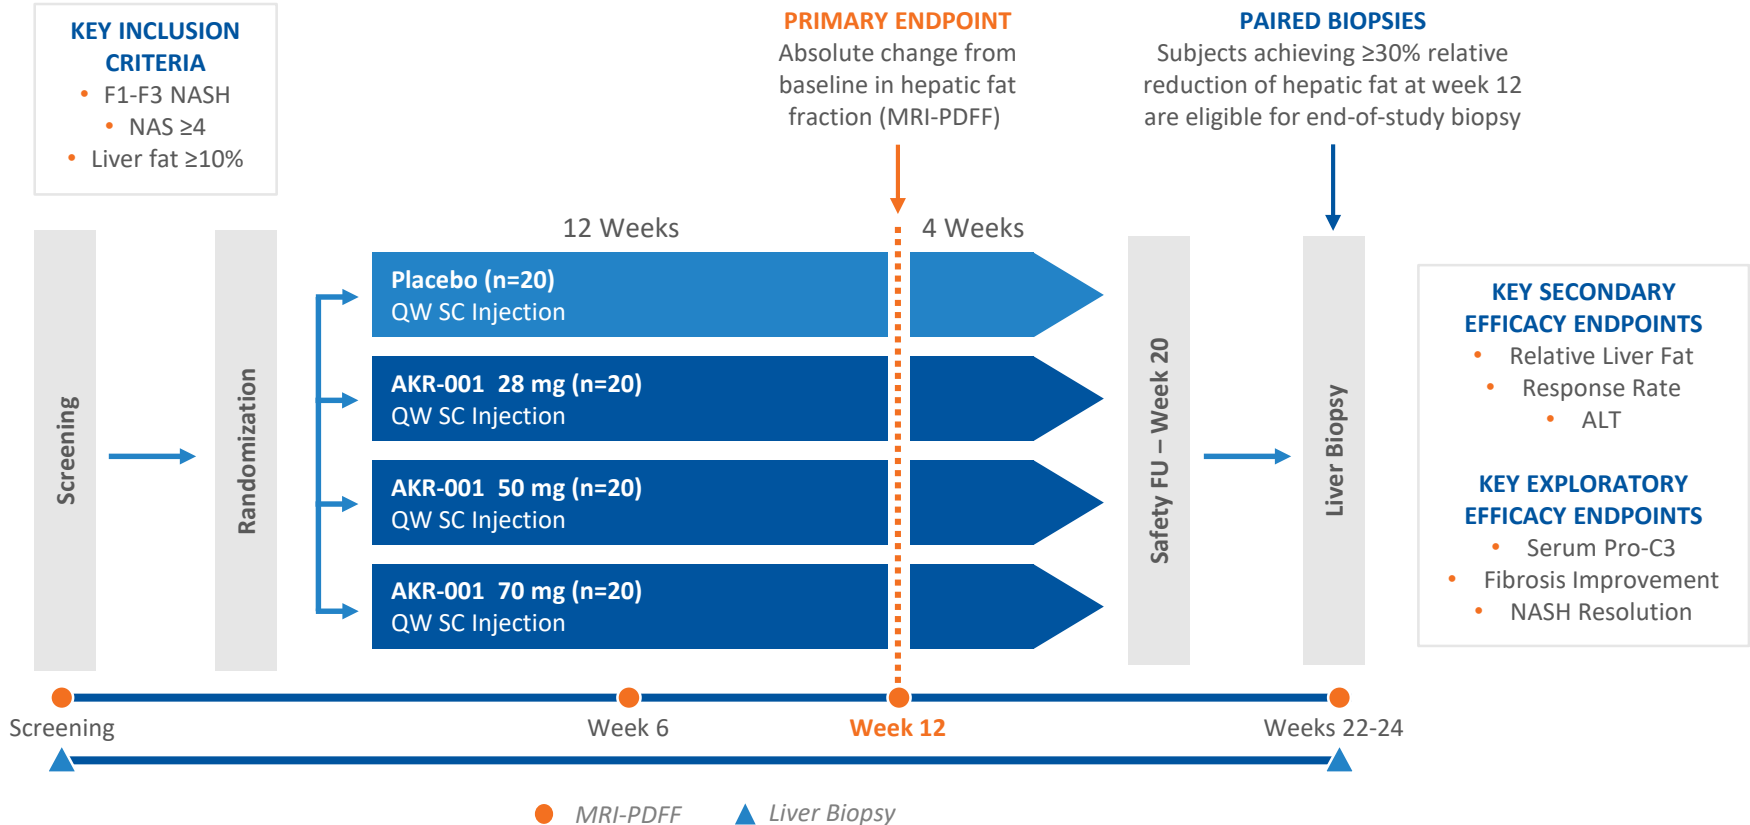 KEY INCLUSION
CRITERIA
• F1-F3 NASH
• NAS ≥4
• Liver fat ≥10%
PRIMARY ENDPOINT
Absolute change from
baseline in hepatic fat
fraction (MRI-PDFF)
PAIRED BIOPSIES
Subjects achieving ≥30% relative
reduction of hepatic fat at week 12
are eligible for end-of-study biopsy
Screening
Randomization
12 Weeks
4 Weeks
Placebo (n=20)
QW SC Injection
AKR-001 28 mg (n=20)
QW SC Injection
AKR-001 50 mg (n=20)
QW SC Injection
AKR-001 70 mg (n=20)
QW SC Injection
Safety FU – Week 20
Liver Biopsy
KEY SECONDARY
EFFICACY ENDPOINTS
• Relative Liver Fat
• Response Rate
• ALT
KEY EXPLORATORY
EFFICACY ENDPOINTS
• Serum Pro-C3
• Fibrosis Improvement
• NASH Resolution
Screening
Week 6
Week 12
Weeks 22-24
MRI-PDFF
Liver Biopsy